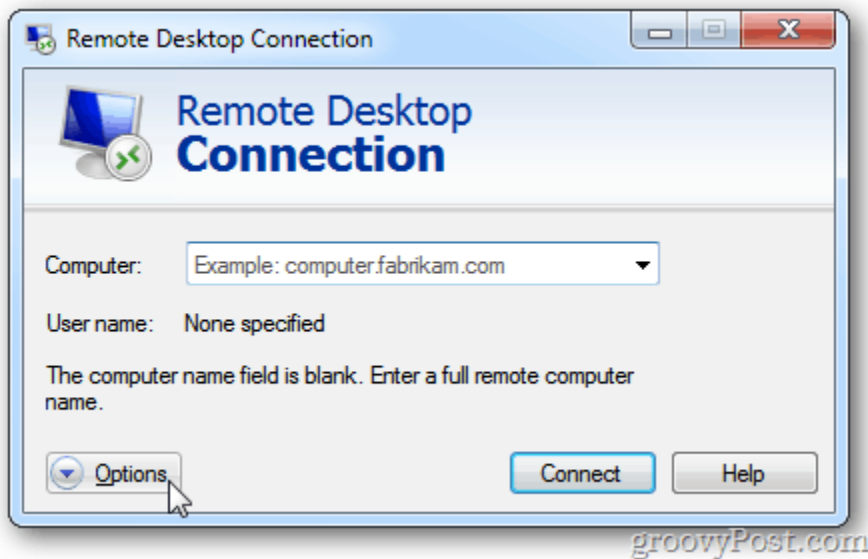 Remote Desktop Connection
Remote Desktop
Connection
Computer: Example: computer.fabrikam.com
User name: None specified
The computer name field is blank. Enter a full remote computer
name.
Options Connect Help
groovyPost.com